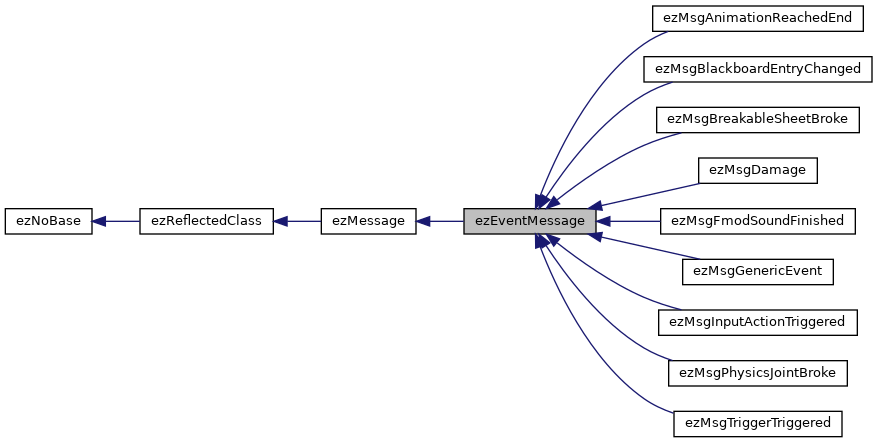 ezMsgAnimationReachedEnd
ezMsgBlackboardEntryChanged
ezMsgBreakableSheetBroke
ezMsgDamage
ezNoBase
ezReflectedClass
ezMessage
ezEventMessage
ezMsgFmodSoundFinished
ezMsgGenericEvent
ezMsgInputActionTriggered
ezMsgPhysicsJointBroke
ezMsgTriggerTriggered